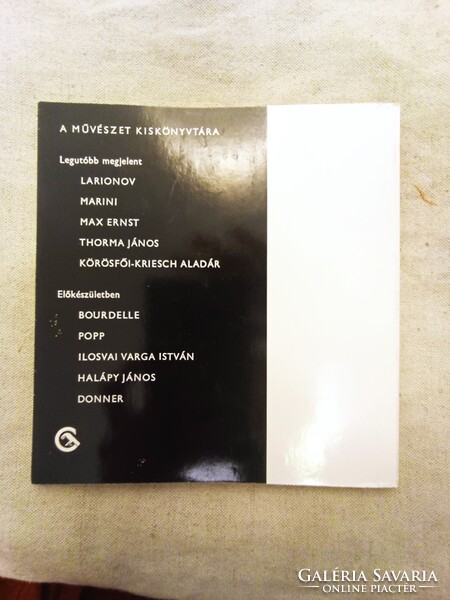 A MŰVÉSZET KISKÖNYVTÁRA
Legutóbb megjelent
LARIONOV
MARINI
MAX ERNST
THORMA JÁNOS
KÖRÖSFŐI-KRIESCH ALADÁR
Előkészületben
BOURDELLE
POPP
ILOSVAI VARGA ISTVÁN
HALÁPY JÁNOS
DONNER
GALÉRIA SAVARIA
ONLINE PIACTÉR